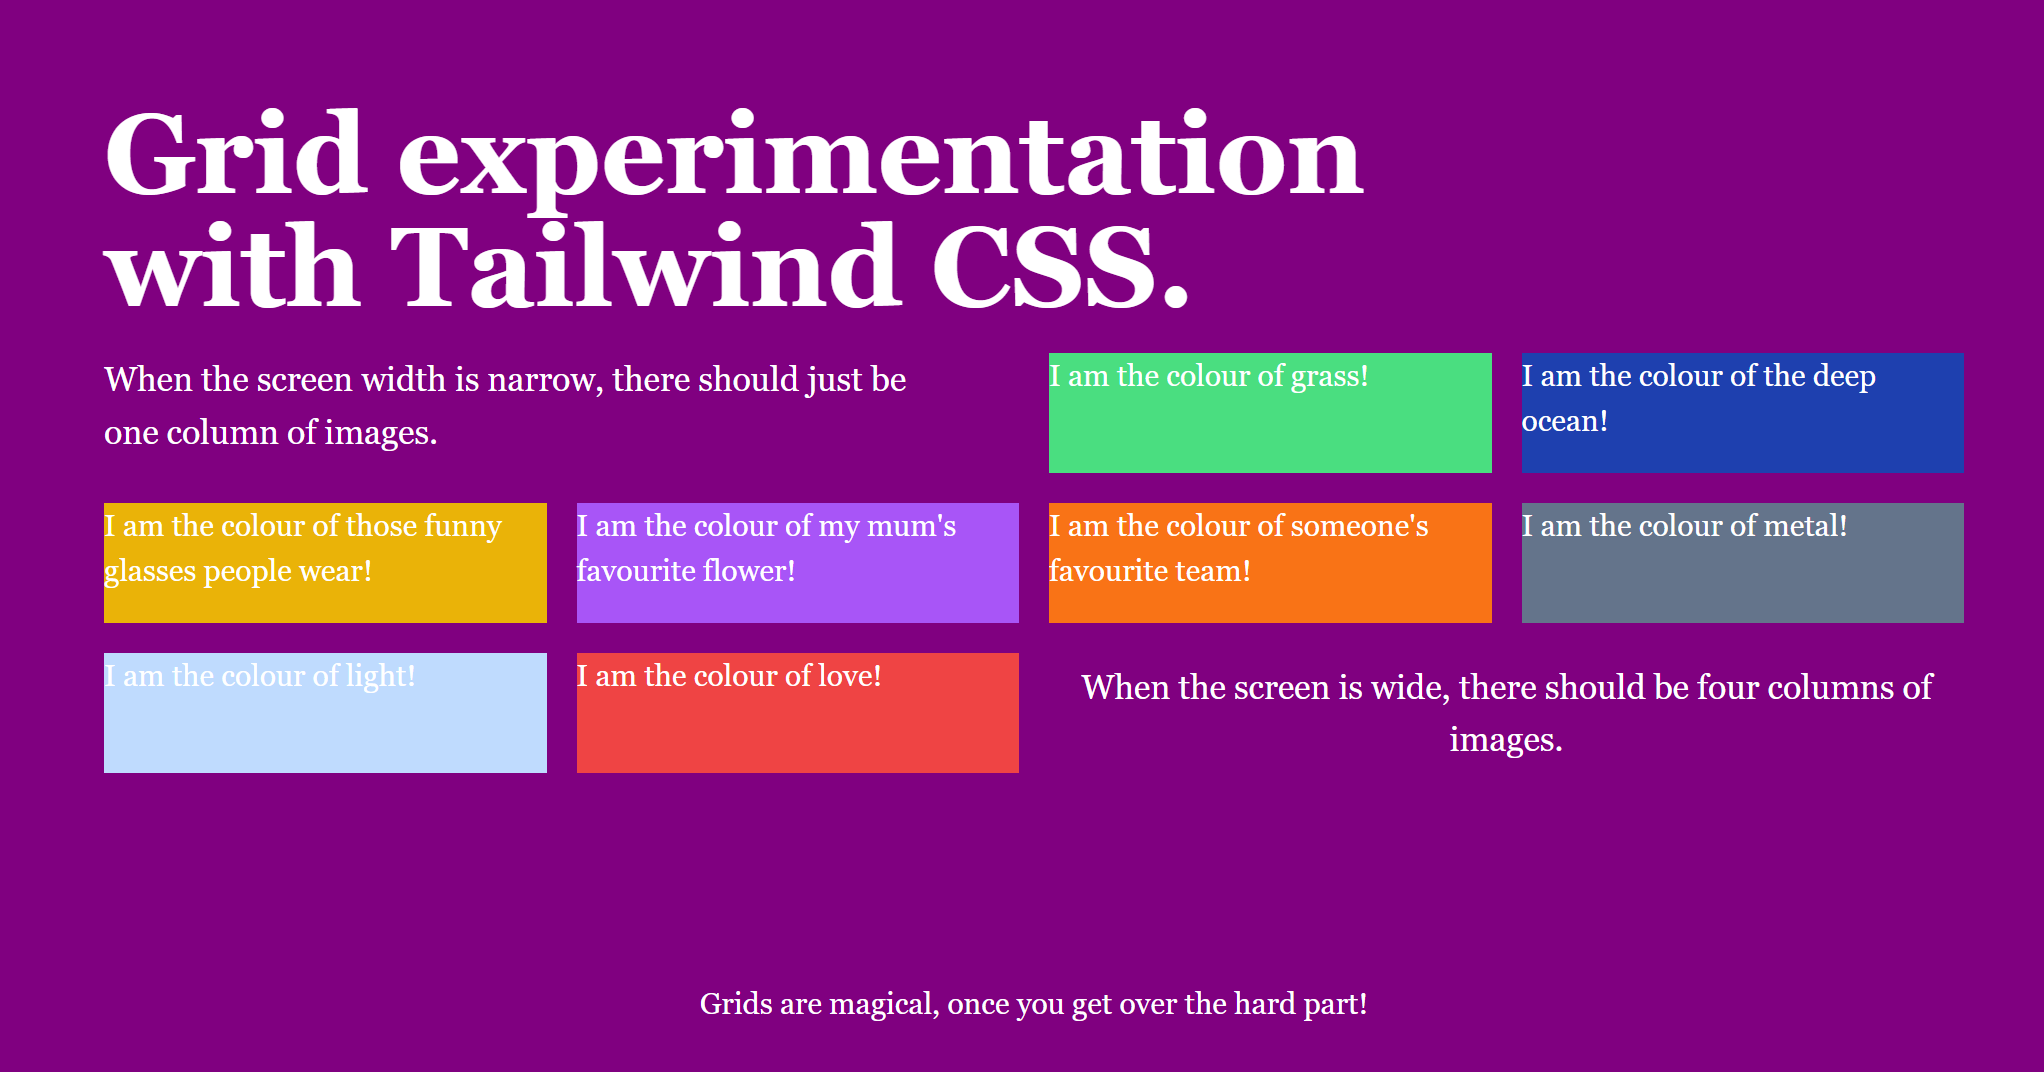 Grid experimentation
with Tailwind CSS.
When the screen width is narrow, there should just be
one column of images.
I am the colour of grass!
I am the colour of the deep
ocean!
I am the colour of those funny
glasses people wear!
I am the colour of my mum's
favourite flower!
I am the colour of someone's
favourite team!
I am the colour of metal!
I am the colour of light!
I am the colour of love!
When the screen is wide, there should be four columns of
images.
Grids are magical, once you get over the hard part!